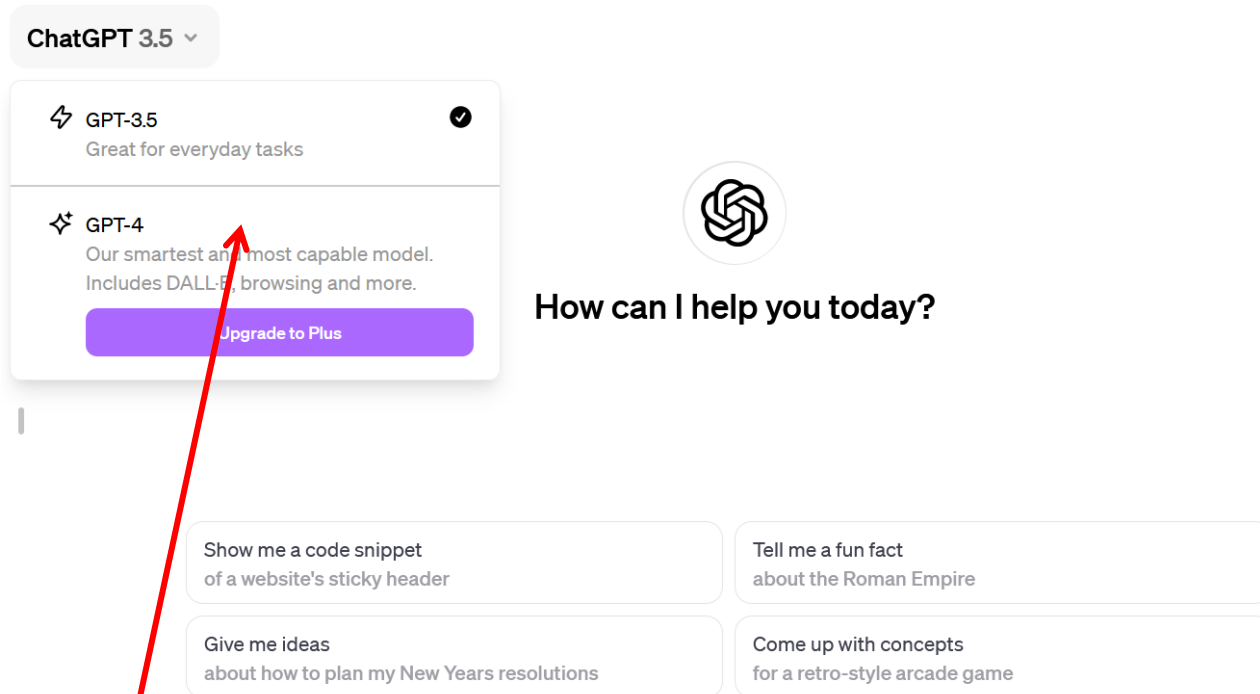 ChatGPT 3.5
GPT-3.5
Great for everyday tasks
GPT-4
Our smartest and most capable model.
Includes DALL·E, browsing and more.
Upgrade to Plus
How can I help you today?
Show me a code snippet
of a website's sticky header
Tell me a fun fact
about the Roman Empire
Give me ideas
about how to plan my New Years resolutions
Come up with concepts
for a retro-style arcade game